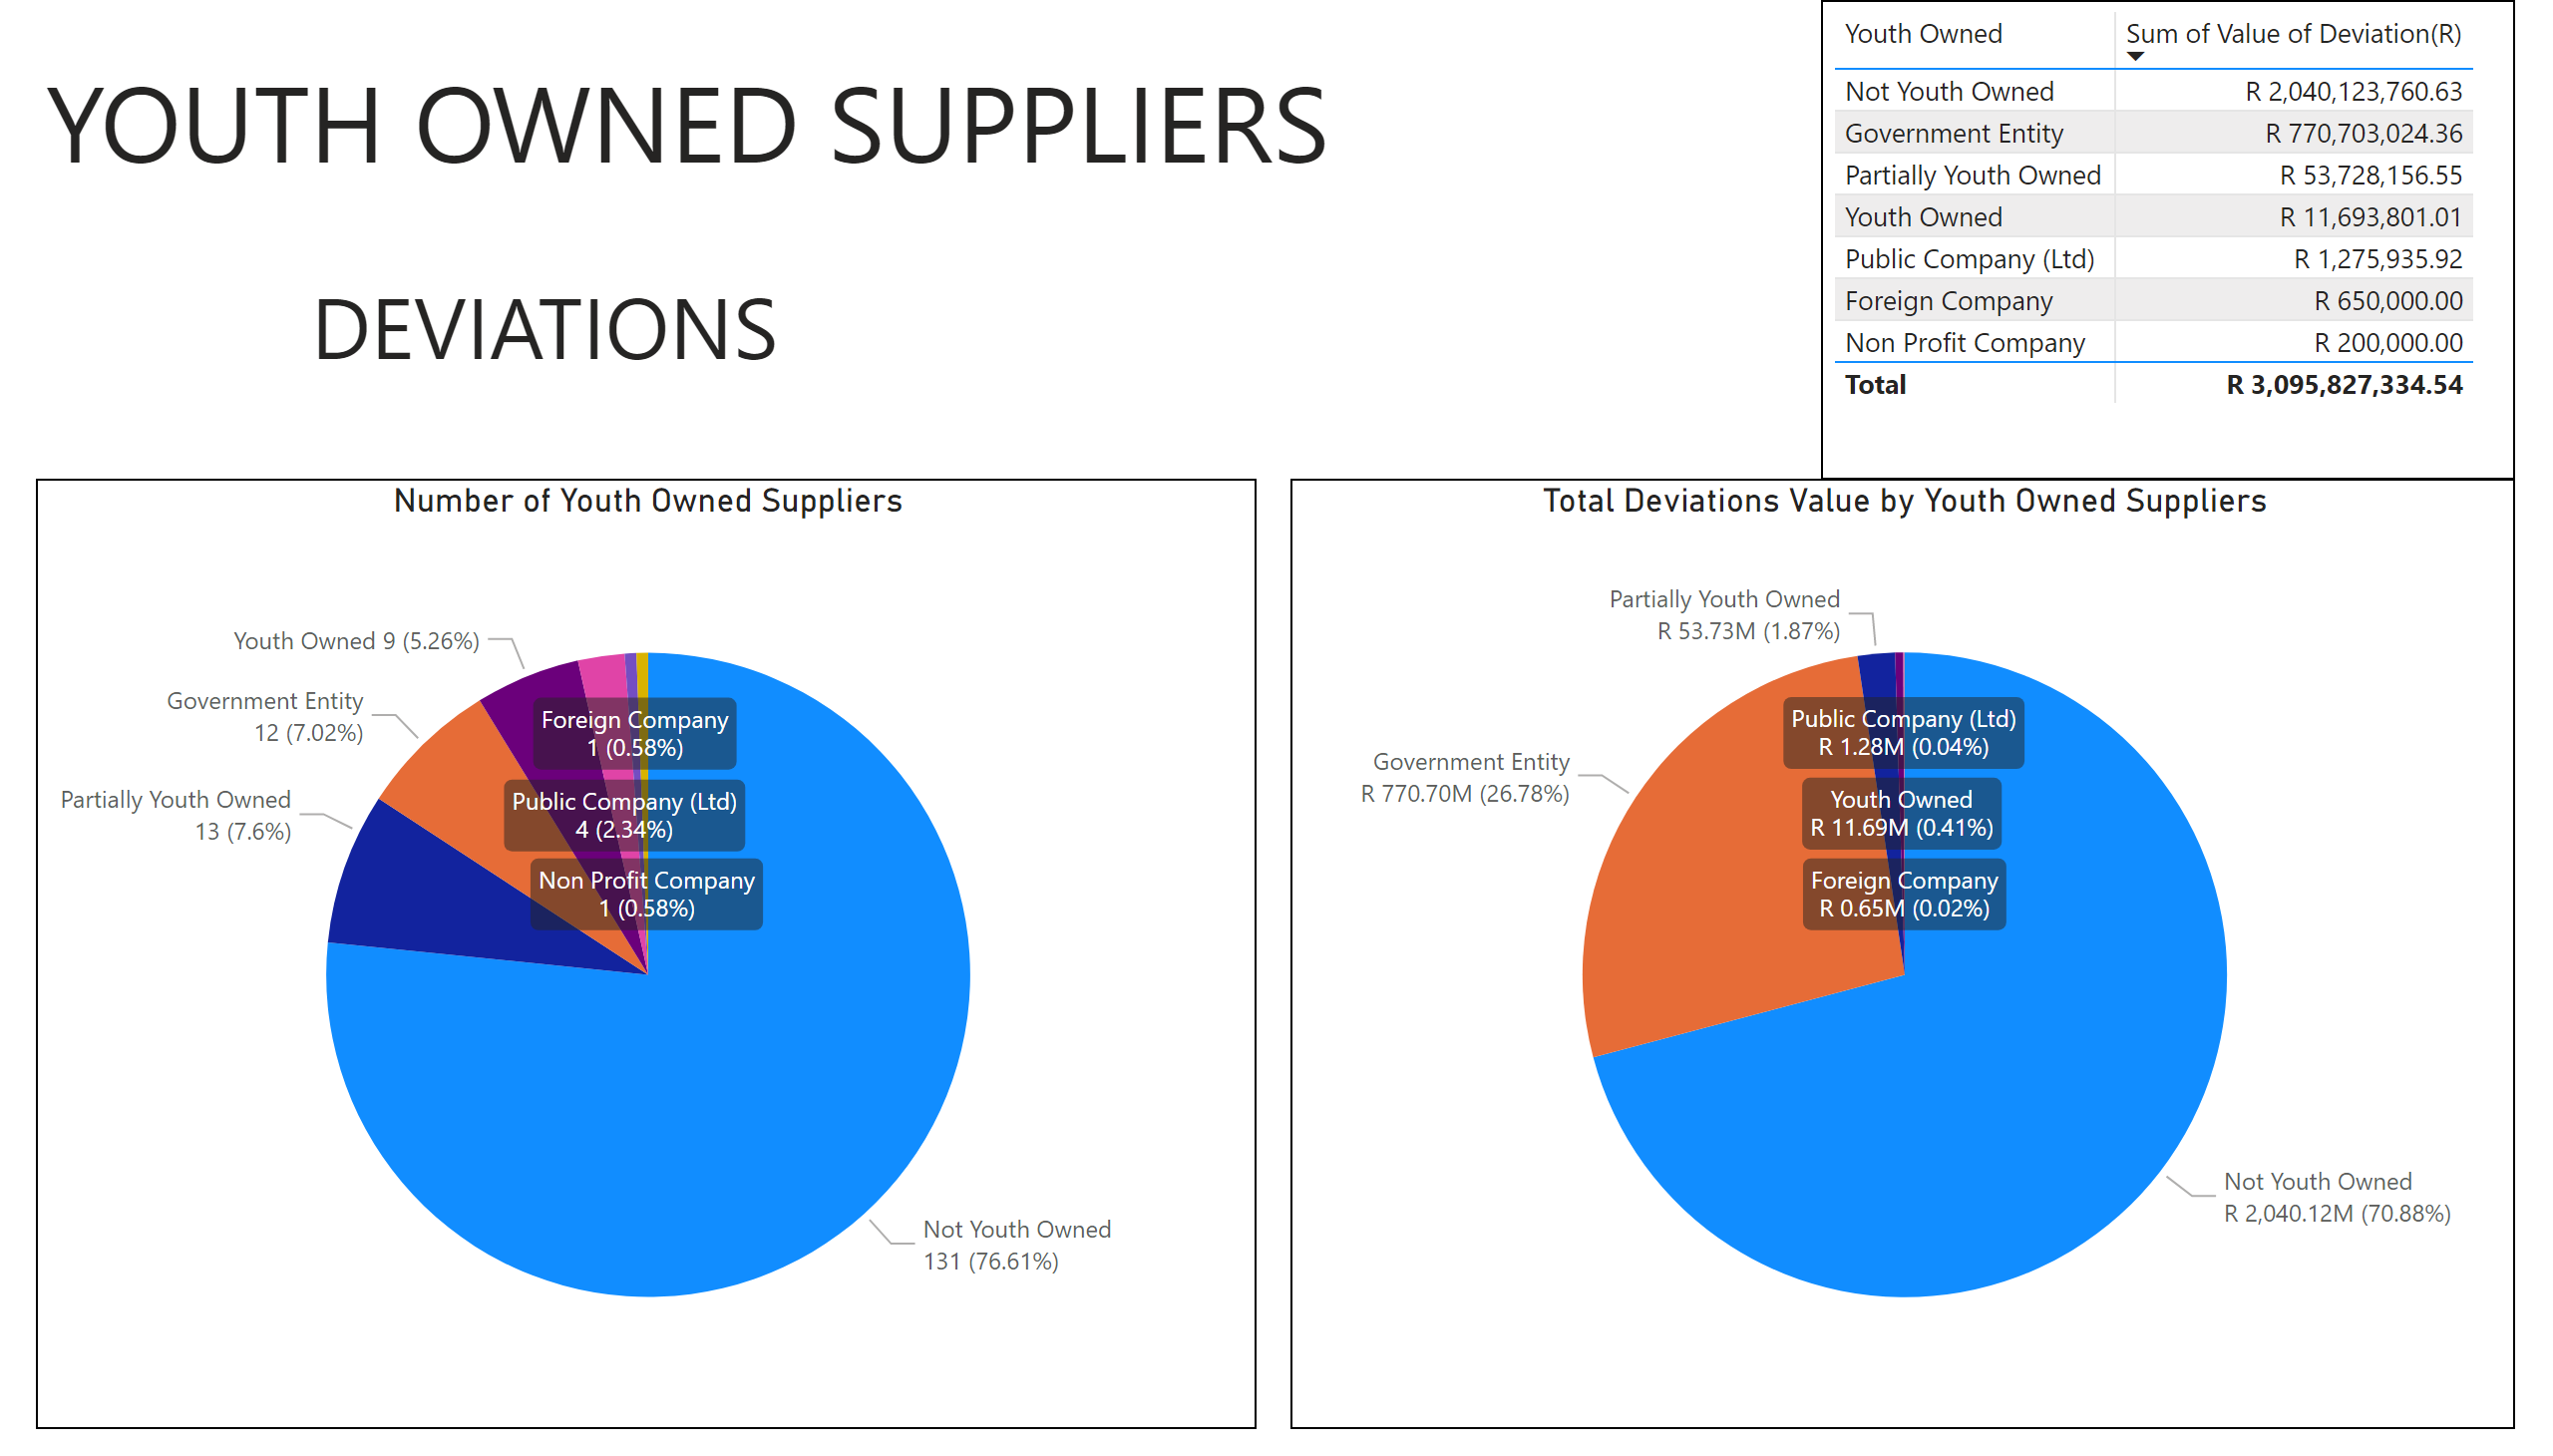 YOUTH OWNED SUPPLIERS
DEVIATIONS
Youth Owned Sum of Value of Deviation(R)
Not Youth Owned R 2,040,123,760.63
Government Entity R 770,703,024.36
Partially Youth Owned R 53,728,156.55
Youth Owned R 11,693,801.01
Public Company (Ltd) R 1,275,935.92
Foreign Company R 650,000.00
Non Profit Company R 200,000.00
Total R 3,095,827,334.54
Number of Youth Owned Suppliers
Youth Owned 9 (5.26%)
Government Entity
12 (7.02%)
Partially Youth Owned
13 (7.6%)
Foreign Company
1 (0.58%)
Public Company (Ltd)
4 (2.34%)
Non Profit Company
1 (0.58%)
Not Youth Owned
131 (76.61%)
Total Deviations Value by Youth Owned Suppliers
Partially Youth Owned
R 53.73M (1.87%)
Government Entity
R 770.70M (26.78%)
Public Company (Ltd)
R 1.28M (0.04%)
Youth Owned
R 11.69M (0.41%)
Foreign Company
R 0.65M (0.02%)
Not Youth Owned
R 2,040.12M (70.88%)